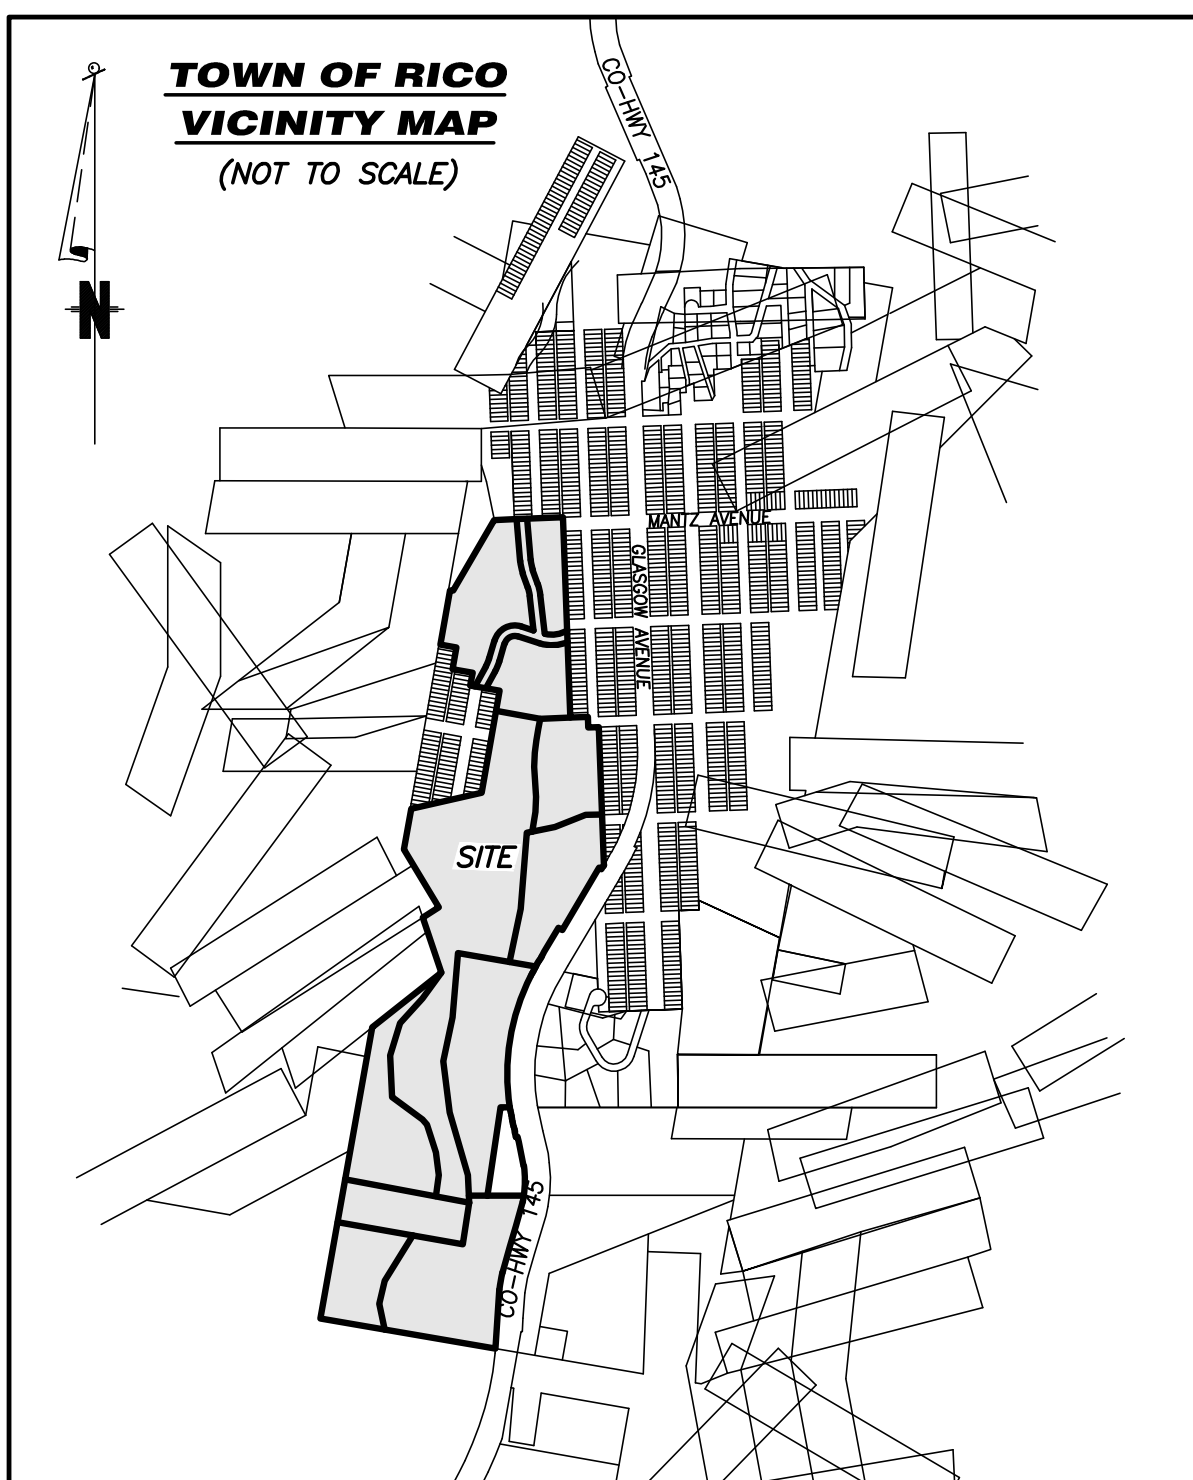 TOWN OF RICO
VICINITY MAP
(NOT TO SCALE)
N
CO-HWY 145
MANTZ AVENUE
GLASGOW AVENUE
SITE
CO-HWY 145